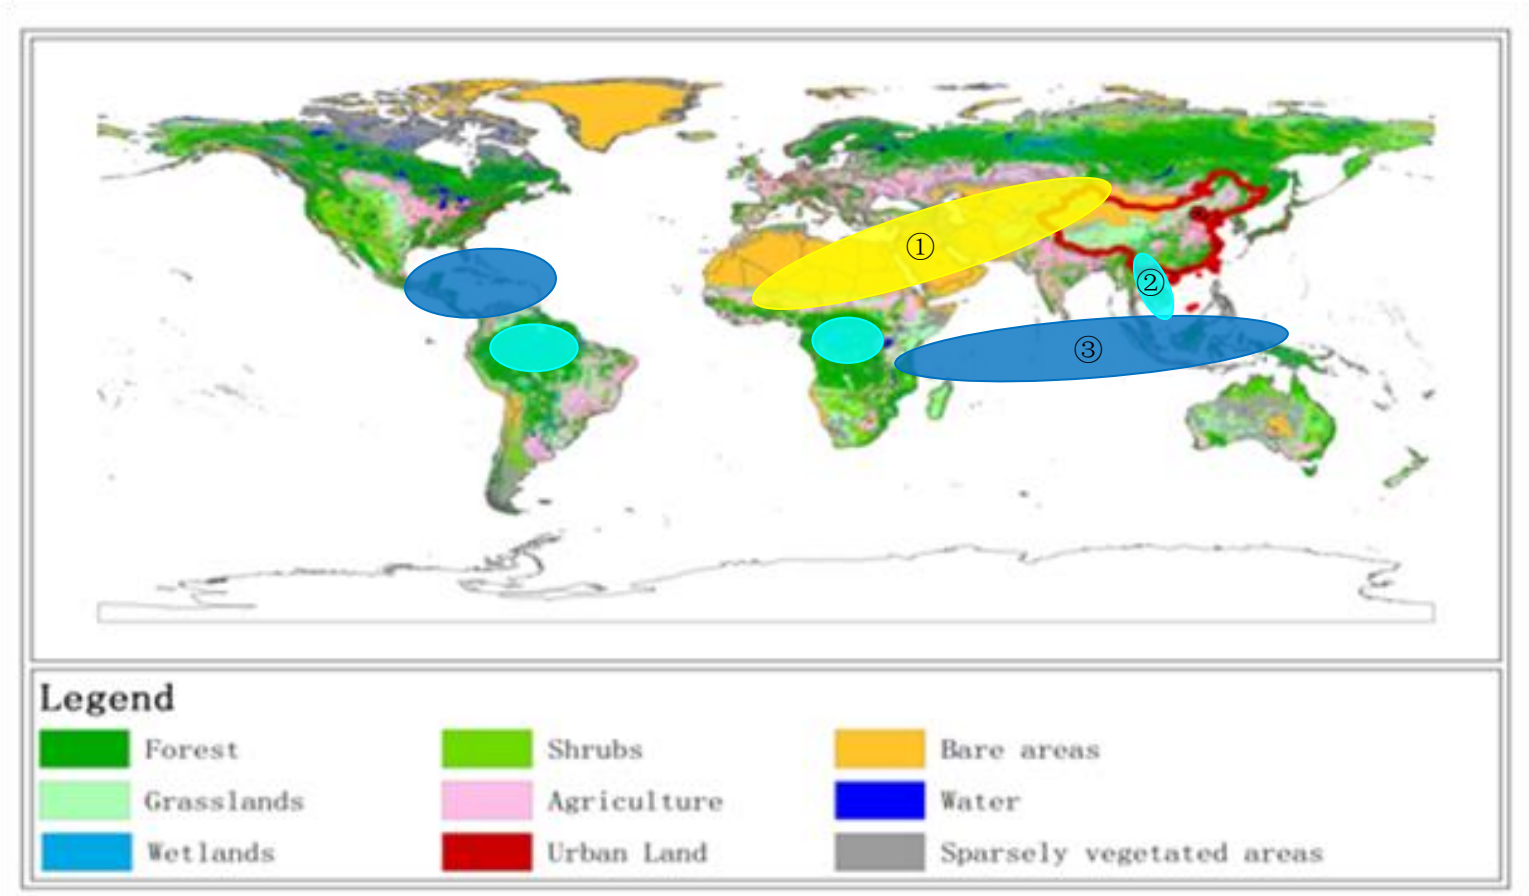 ①
②
③
Legend
Forest Shrubs Bare areas
Grasslands Agriculture Water
Wetlands Urban Land Sparsely vegetated areas